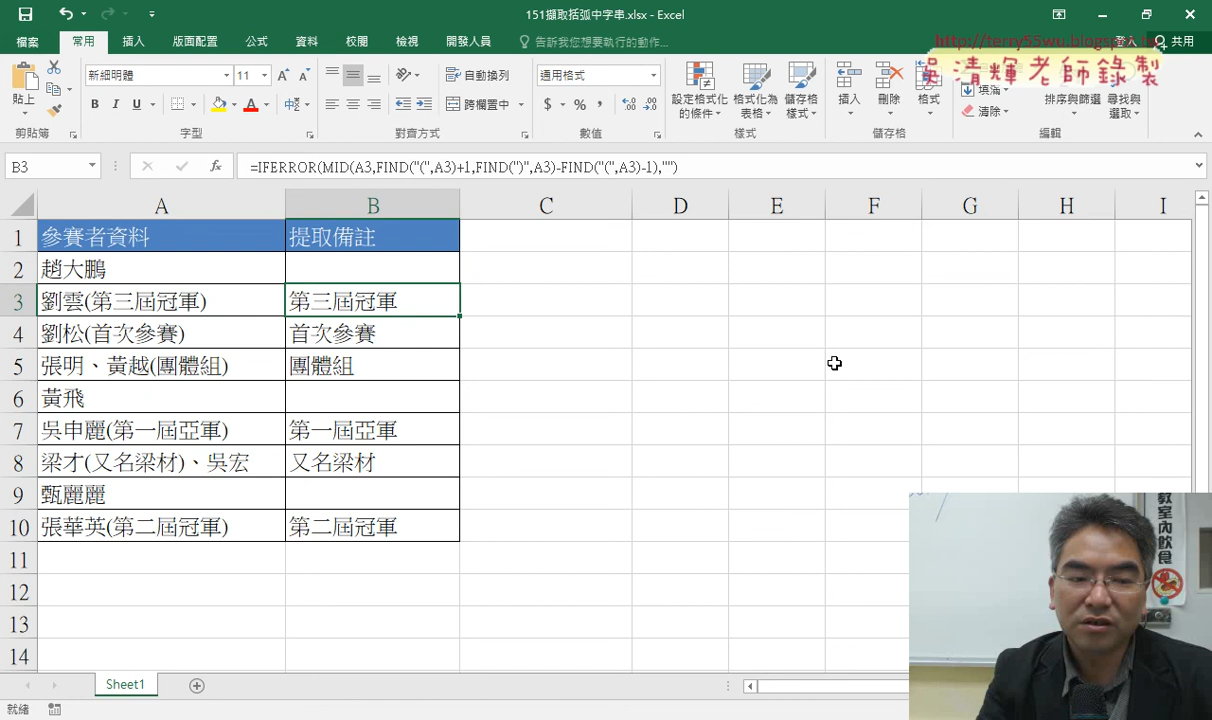 151擷取括弧中字串.xlsx - Excel
檔案 常用 插入 版面配置 公式 資料 校閱 檢視 開發人員 告訴我您想要執行的動作... 登入 共用
http://terry55wu.blogspot.tw
吳清輝老師錄製
貼上 新細明體 11 自動換列 通用格式 設定格式化的條件 格式化為表格 儲存格樣式 插入 刪除 格式 填滿 排序與篩選 尋找與選取
B I U 跨欄置中 $ % , 清除
剪貼簿 字型 對齊方式 數值 樣式 儲存格 編輯
B3 fx =IFERROR(MID(A3,FIND("(",A3)+1,FIND(")",A3)-FIND("(",A3)-1),"")
A B C D E F G H I
1 參賽者資料 提取備註
2 趙大鵬
3 劉雲(第三屆冠軍) 第三屆冠軍
4 劉松(首次參賽) 首次參賽
5 張明、黃越(團體組) 團體組
6 黃飛
7 吳申麗(第一屆亞軍) 第一屆亞軍
8 梁才(又名梁材)、吳宏 又名梁材
9 甄麗麗
10 張華英(第二屆冠軍) 第二屆冠軍
11
12
13
14
教室內飲食
Sheet1
就緒